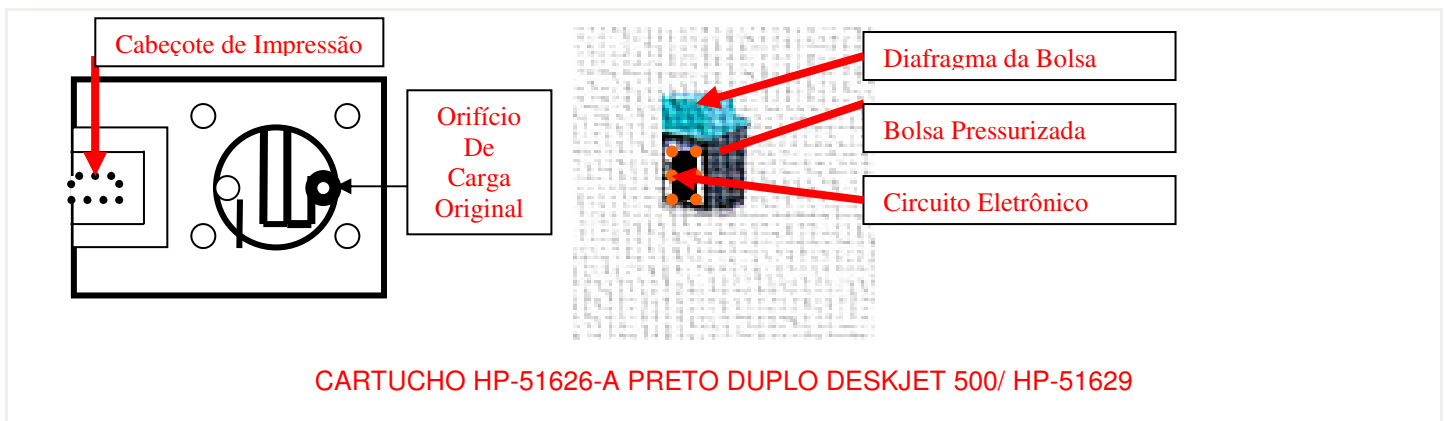 Cabeçote de Impressão
Orifício
De
Carga
Original
Diafragma da Bolsa
Bolsa Pressurizada
Circuito Eletrônico
CARTUCHO HP-51626-A PRETO DUPLO DESKJET 500/ HP-51629